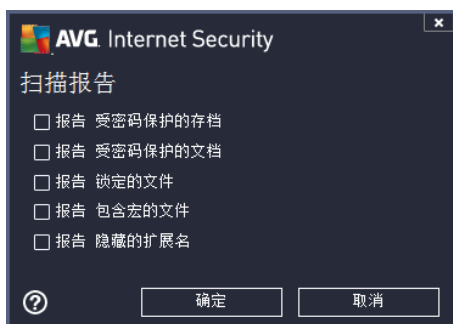 AVG. Internet Security
扫描报告
报告 受密码保护的存档
报告 受密码保护的文档
报告 锁定的文件
报告 包含宏的文件
报告 隐藏的扩展名
确定 取消